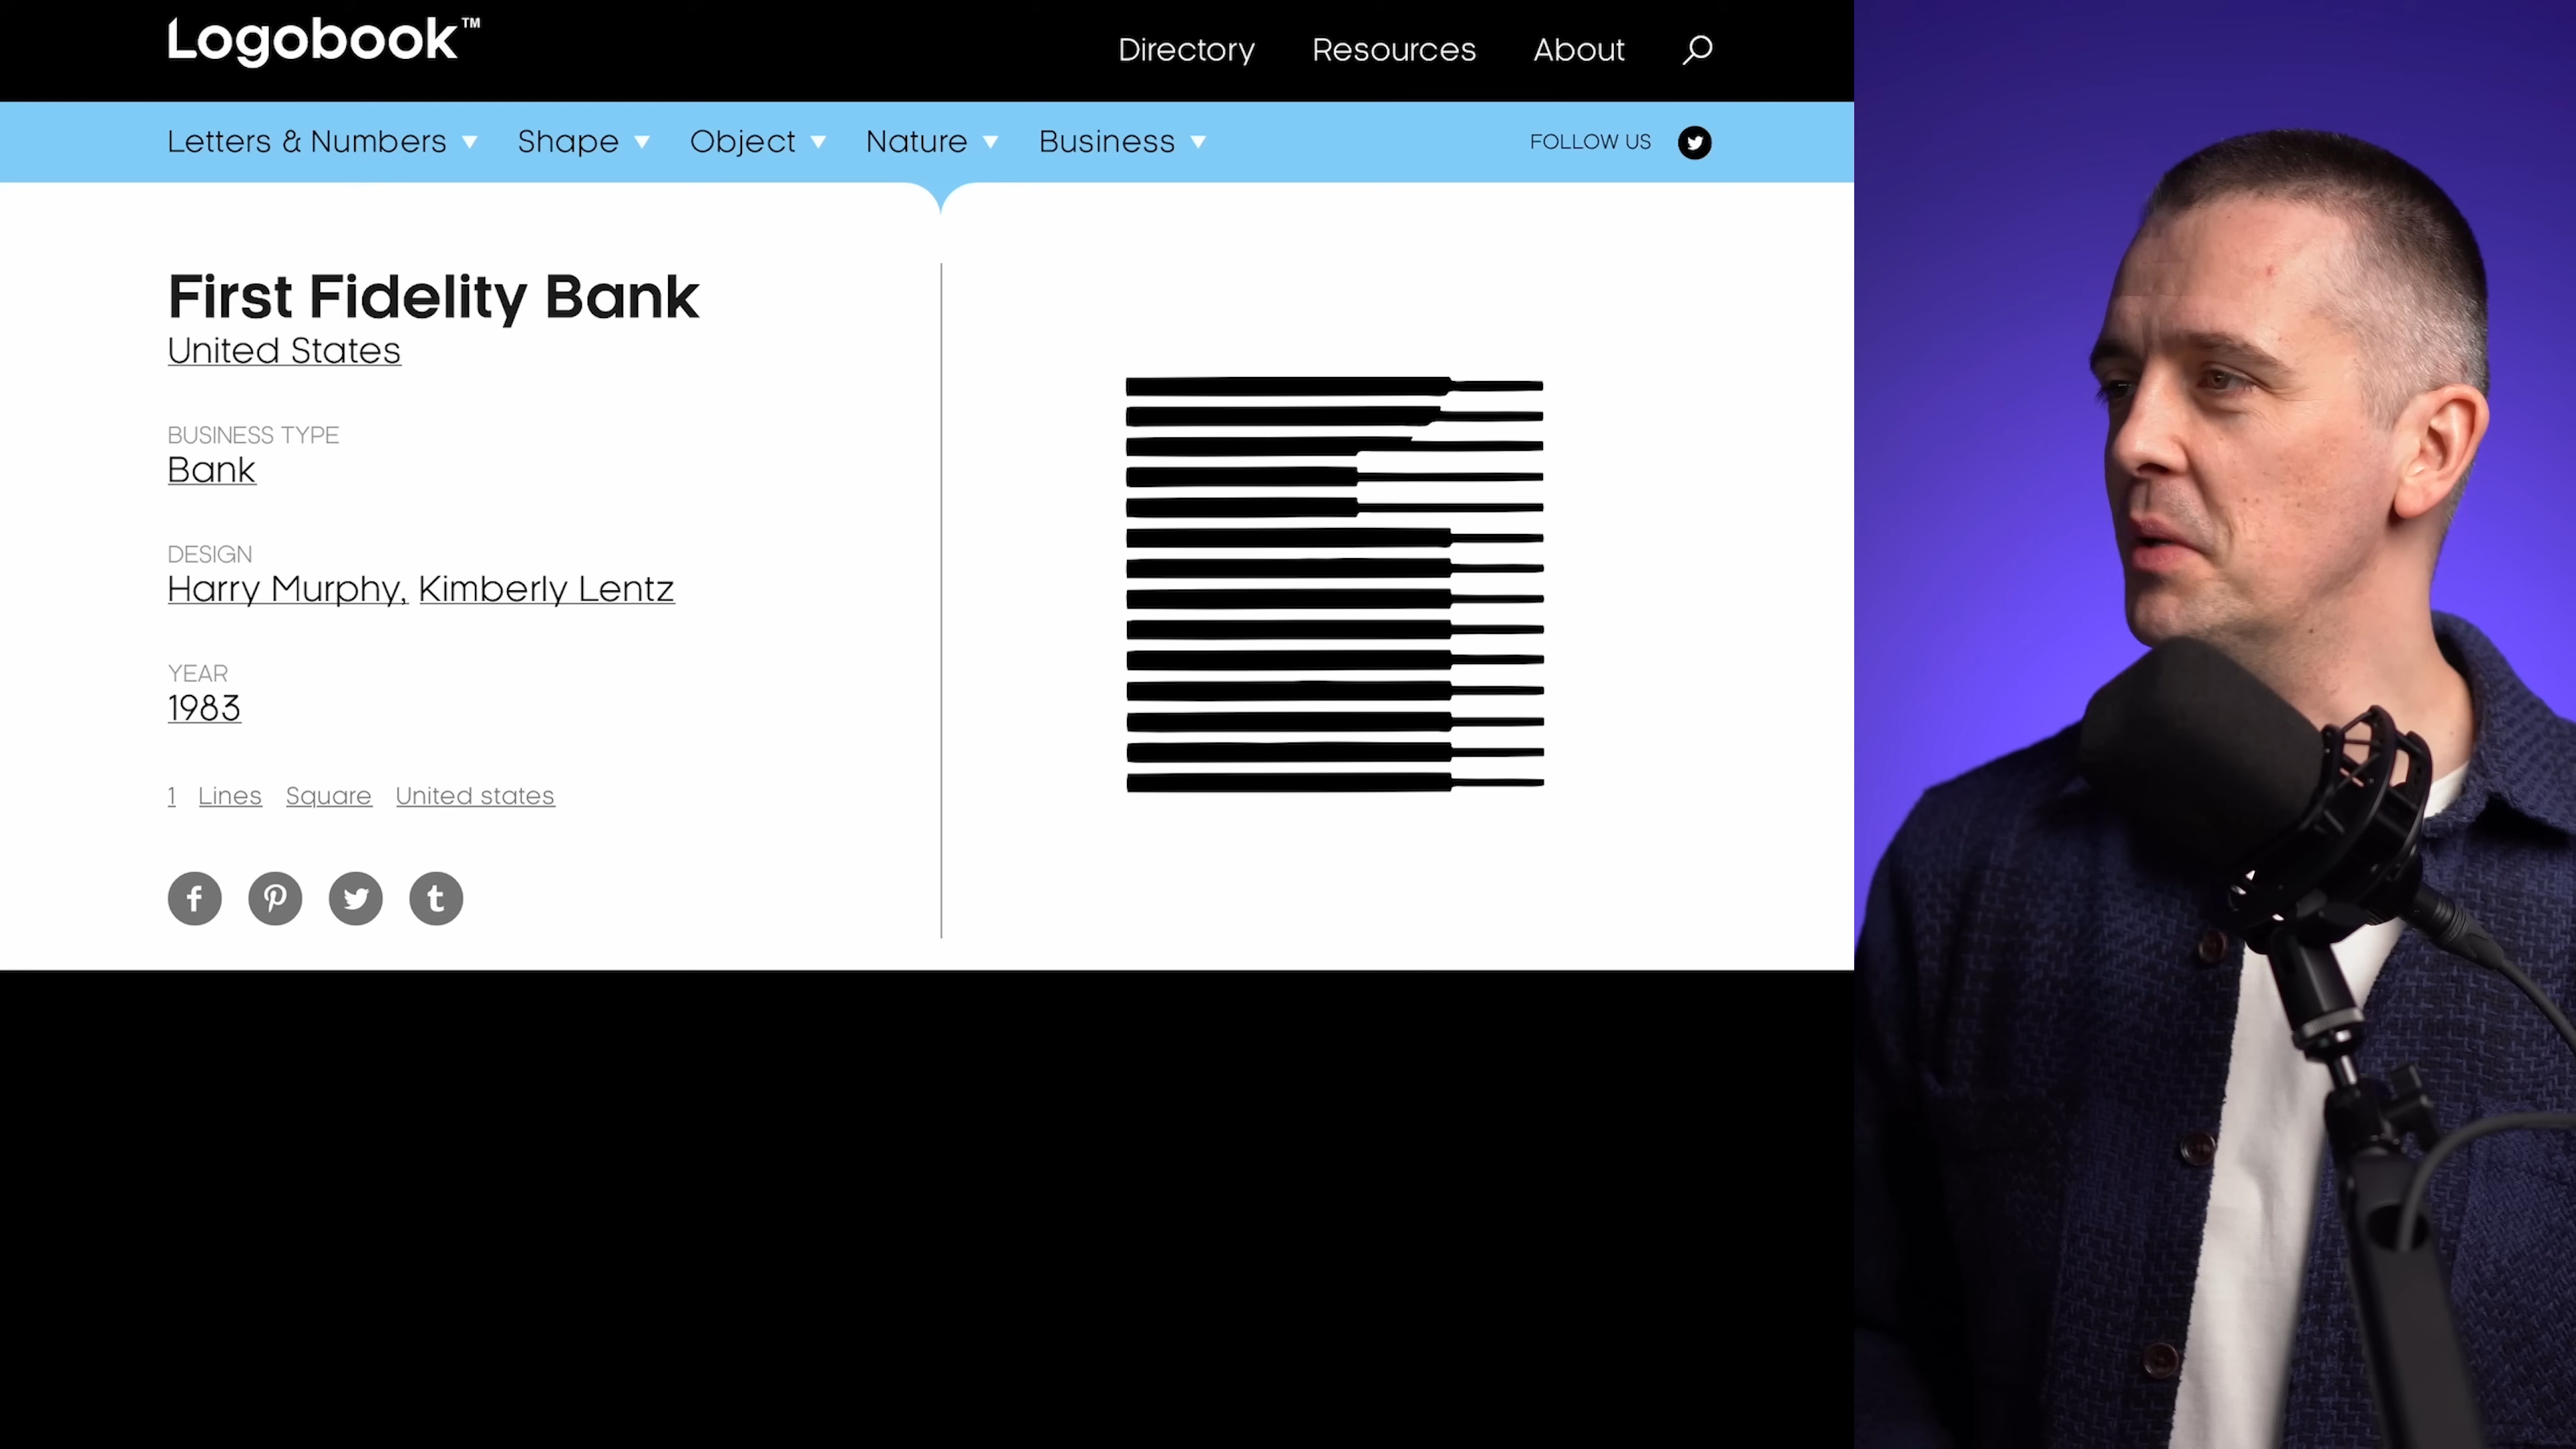 Logobook™
Directory Resources About
Letters & Numbers Shape Object Nature Business FOLLOW US
First Fidelity Bank
United States
BUSINESS TYPE
Bank
DESIGN
Harry Murphy, Kimberly Lentz
YEAR
1983
1 Lines Square United states